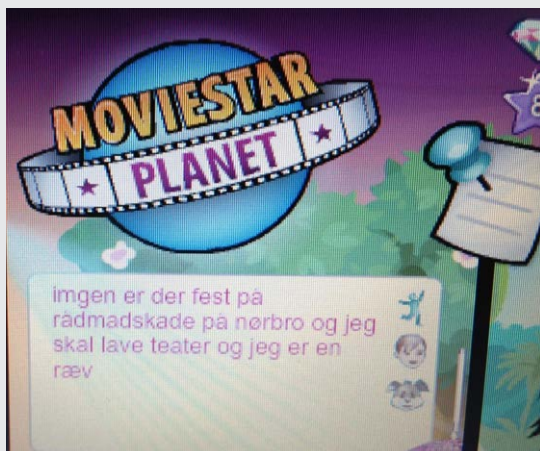 MOVIESTAR
PLANET
imgen er der fest på
rådmadskade på nørbro og jeg
skal lave teater og jeg er en
ræv